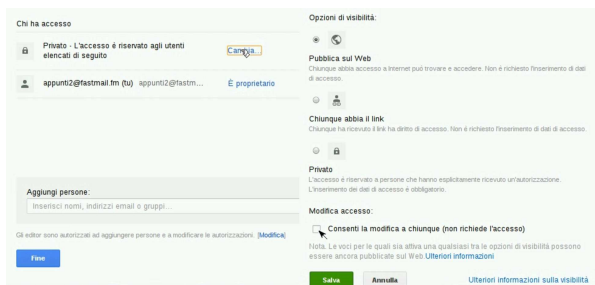 Chi ha accesso
Privato - L'accesso è riservato agli utenti
elencati di seguito
Cambia...
appunti2@fastmail.fm (tu) appunti2@fastm...
È proprietario
Aggiungi persone:
Inserisci nomi, indirizzi email o gruppi...
Gli editor sono autorizzati ad aggiungere persone e a modificare le autorizzazioni. [Modifica]
Fine
Opzioni di visibilità:
Pubblica sul Web
Chiunque abbia accesso a Internet può trovare e accedere. Non è richiesto l'inserimento di dati
di accesso.
Chiunque abbia il link
Chiunque ha ricevuto il link ha diritto di accesso. Non è richiesto l'inserimento di dati di accesso.
Privato
L'accesso è riservato a persone che hanno esplicitamente ricevuto un'autorizzazione.
L'inserimento dei dati di accesso è obbligatorio.
Modifica accesso:
Consenti la modifica a chiunque (non richiede l'accesso)
Nota. Le voci per le quali sia attiva una qualsiasi tra le opzioni di visibilità possono
essere ancora pubblicate sul Web Ulteriori informazioni
Salva
Annulla
Ulteriori informazioni sulla visibilità